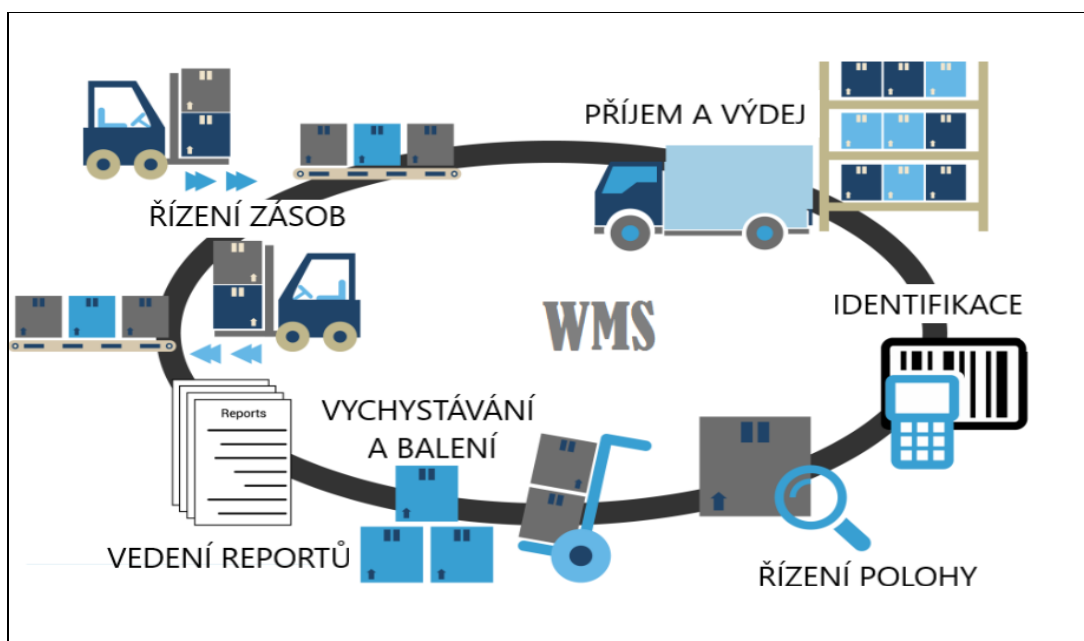 PŘÍJEM A VÝDEJ
ŘÍZENÍ ZÁSOB
IDENTIFIKACE
WMS
Reports
VYCHYSTÁVÁNÍ
A BALENÍ
VEDENÍ REPORTŮ
ŘÍZENÍ POLOHY